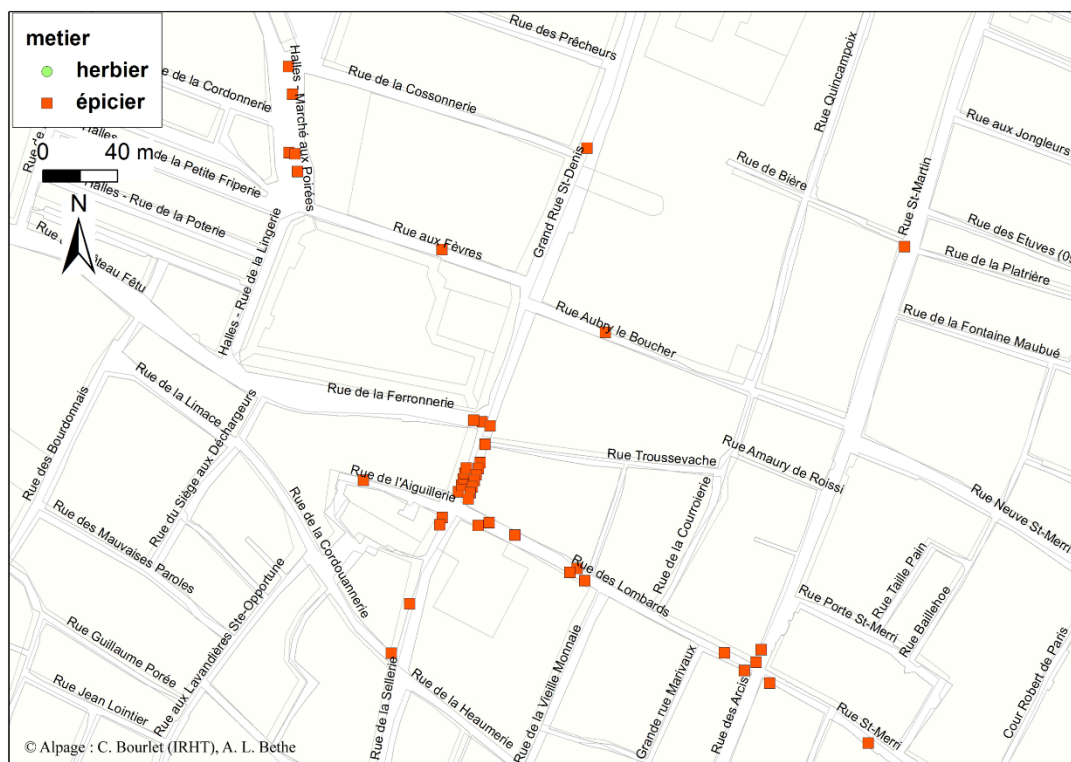 metier
herbier
épicier
0 40 m
N
Rue des Prêcheurs
Rue de la Cossonnerie
Halles - Marché aux Poirées
e de la Cordonnerie
Rue de
de la Petite Friperie
Halles - Rue de la Poterie
Halles - Rue de la Lingerie
Rue
âteau Fêtu
Rue aux Fèvres
Grand Rue St-Denis
Rue Quincampoix
Rue de Bière
Rue St-Martin
Rue aux Jongleurs
Rue des Etuves (09
Rue de la Platrière
Rue de la Fontaine Maubué
Rue Aubry le Boucher
Rue de la Ferronnerie
Rue de la Limace
Rue des Bourdonnais
Rue du Siège aux Déchargeurs
Rue Troussevache
Rue Amaury de Roissi
Rue Neuve St-Merri
Rue de l'Aiguillerie
Rue de la Courroierie
Rue des Mauvaises Paroles
Rue de la Cordouannerie
Rue aux Lavandières Ste-Opportune
Rue des Lombards
Rue Taille Pain
Rue Baillehoe
Rue Porte St-Merri
Rue Guillaume Porée
Rue Jean Lointier
Rue de la Sellerie
Rue de la Heaumerie
Rue de la Vieille Monnaie
Grande rue Marivaux
Rue des Arcis
Rue St-Merri
Cour Robert de Paris
© Alpage : C. Bourlet (IRHT), A. L. Bethe